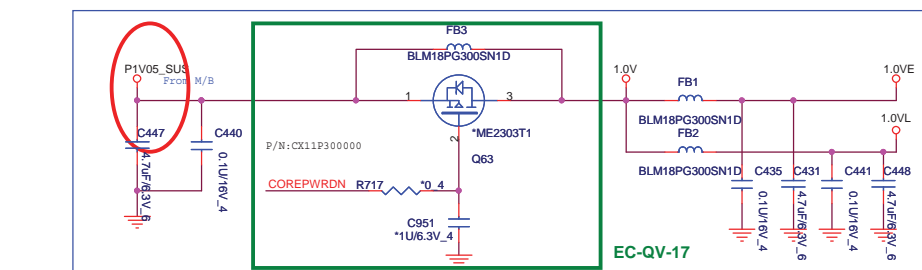 FB3
BLM18PG300SN1D
P1V05_SUS
From M/B
1
3
*ME2303T1
2
Q63
C447
4.7uF/6.3V_6
C440
0.1U/16V_4
P/N:CX11P300000
COREPWRDN
R717
*0_4
C951
*1U/6.3V_4
EC-QV-17
1.0V
FB1
BLM18PG300SN1D
FB2
BLM18PG300SN1D
1.0VE
1.0VL
C435
0.1U/16V_4
C431
4.7uF/6.3V_6
C441
0.1U/16V_4
C448
4.7uF/6.3V_6